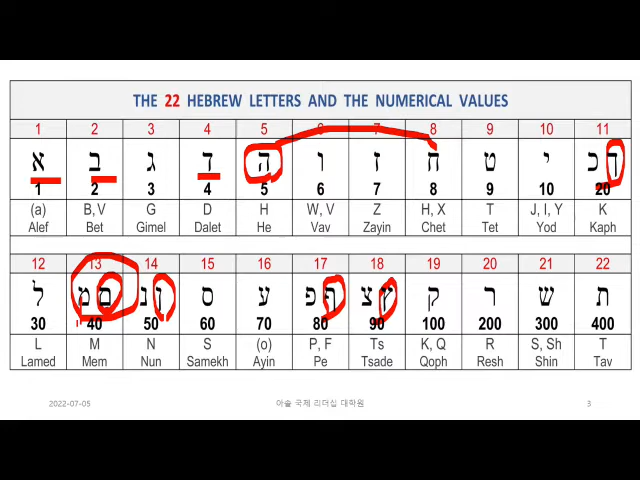 THE 22 HEBREW LETTERS AND THE NUMERICAL VALUES
1 2 3 4 5 6 7 8 9 10 11
א ב ג ד ה ו ז ח ט י כ ך
1 2 3 4 5 6 7 8 9 10 20
(a) B, V G D H W, V Z H, X T J, I, Y K
Alef Bet Gimel Dalet He Vav Zayin Chet Tet Yod Kaph
12 13 14 15 16 17 18 19 20 21 22
ל מ ם נ ן ס ע פ ף צ ץ ק ר ש ת
30 40 50 60 70 80 90 100 200 300 400
L M N S (o) P, F Ts K, Q R S, Sh T
Lamed Mem Nun Samekh Ayin Pe Tsade Qoph Resh Shin Tav
2022-07-05 아솔 국제 리더십 대학원 3